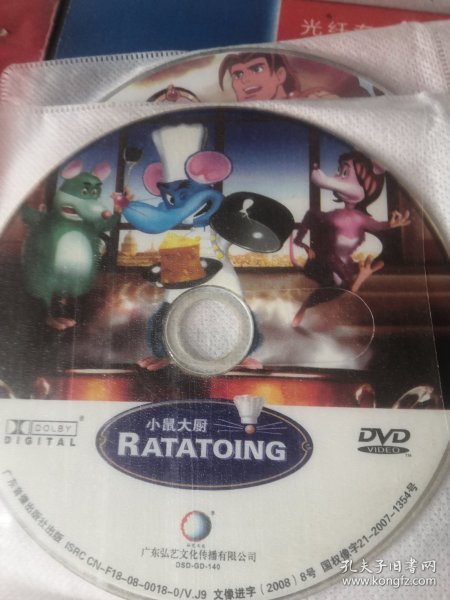 光纤
DOLBY
DIGITAL
小鼠大厨
RATATOING
DVD
VIDEO
广东弘艺文化传播有限公司
DSD-GD-140
广东音像出版社出版 ISRC CN-F18-08-0018-0/V.J9 文像进字(2008)8号 国权像字21-2007-1354号
孔夫子旧书网
www.kongfz.com